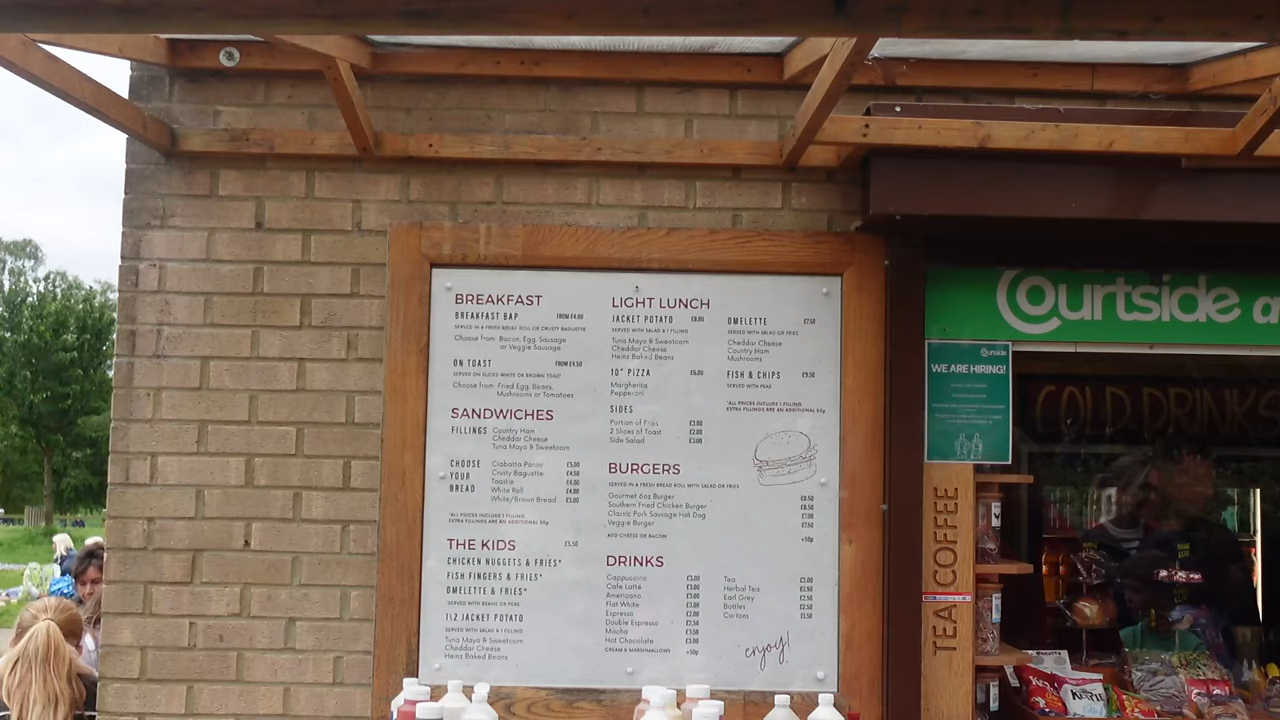 BREAKFAST
BREAKFAST BAP FROM £4.00
SERVED IN A FRESH BREAD ROLL OR CRUSTY BAGUETTE
Choose from: Bacon, Egg, Sausage
or Veggie Sausage
ON TOAST FROM £4.50
SERVED ON SLICED WHITE OR BROWN TOAST
Choose from: Fried Egg, Beans,
Mushrooms or Tomatoes
SANDWICHES
FILLINGS Country Ham
Cheddar Cheese
Tuna Mayo & Sweetcorn
CHOOSE Ciabatta Panini £5.00
YOUR Crusty Baguette £4.50
Toastie £4.00
BREAD White Roll £4.00
White/Brown Bread £3.00
*ALL PRICES INCLUDE 1 FILLING.
EXTRA FILLINGS ARE AN ADDITIONAL 50p
THE KIDS £5.50
CHICKEN NUGGETS & FRIES*
FISH FINGERS & FRIES*
OMELETTE & FRIES*
*SERVED WITH BEANS OR PEAS
1\2 JACKET POTATO
SERVED WITH SALAD & 1 FILLING
Tuna Mayo & Sweetcorn
Cheddar Cheese
Heinz Baked Beans
LIGHT LUNCH
JACKET POTATO £8.00
SERVED WITH SALAD & 1 FILLING
Tuna Mayo & Sweetcorn
Cheddar Cheese
Heinz Baked Beans
10" PIZZA £6.00
Margherita
Pepperoni
SIDES
Portion of Fries £3.00
2 Slices of Toast £2.00
Side Salad £3.00
OMELETTE £7.50
SERVED WITH SALAD OR FRIES
Cheddar Cheese
Country Ham
Mushrooms
FISH & CHIPS £9.50
SERVED WITH PEAS
*ALL PRICES INCLUDE 1 FILLING.
EXTRA FILLINGS ARE AN ADDITIONAL 50p
BURGERS
SERVED IN A FRESH BREAD ROLL WITH SALAD OR FRIES
Gourmet 6oz Burger £8.50
Southern Fried Chicken Burger £8.50
Classic Pork Sausage Hot Dog £7.00
Veggie Burger £7.50
ADD CHEESE OR BACON +50p
DRINKS
Cappuccino £3.00
Cafe Latté £3.00
Americano £3.00
Flat White £3.00
Espresso £2.00
Double Espresso £2.50
Mocha £3.50
Hot Chocolate £3.00
CREAM & MARSHMALLOWS +50p
Tea £2.00
Herbal Tea £2.50
Earl Grey £2.50
Bottles £2.50
Cartons £1.50
enjoy!
Courtside
Courtside
WE ARE HIRING!
COLD DRINKS
TEA COFFEE
KETTLE